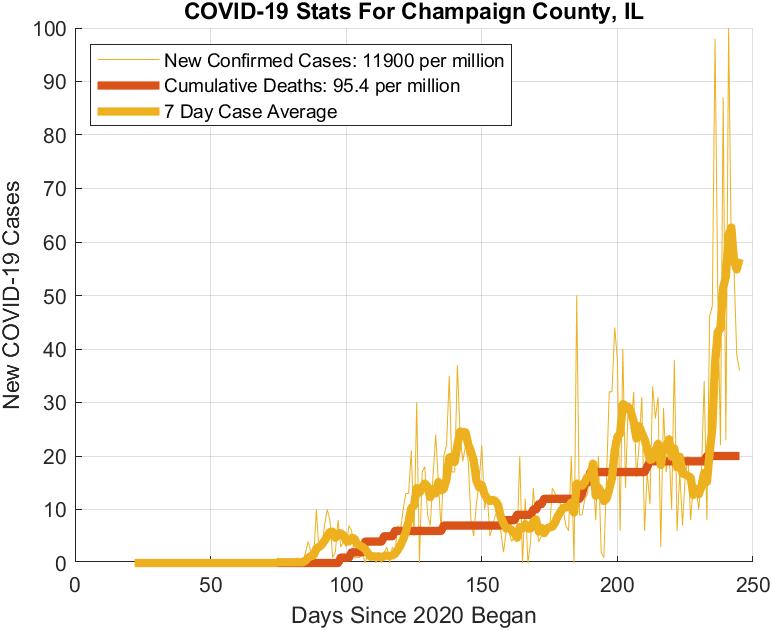 COVID-19 Stats For Champaign County, IL
New Confirmed Cases: 11900 per million
Cumulative Deaths: 95.4 per million
7 Day Case Average
New COVID-19 Cases
100
90
80
70
60
50
40
30
20
10
0
0 50 100 150 200 250
Days Since 2020 Began